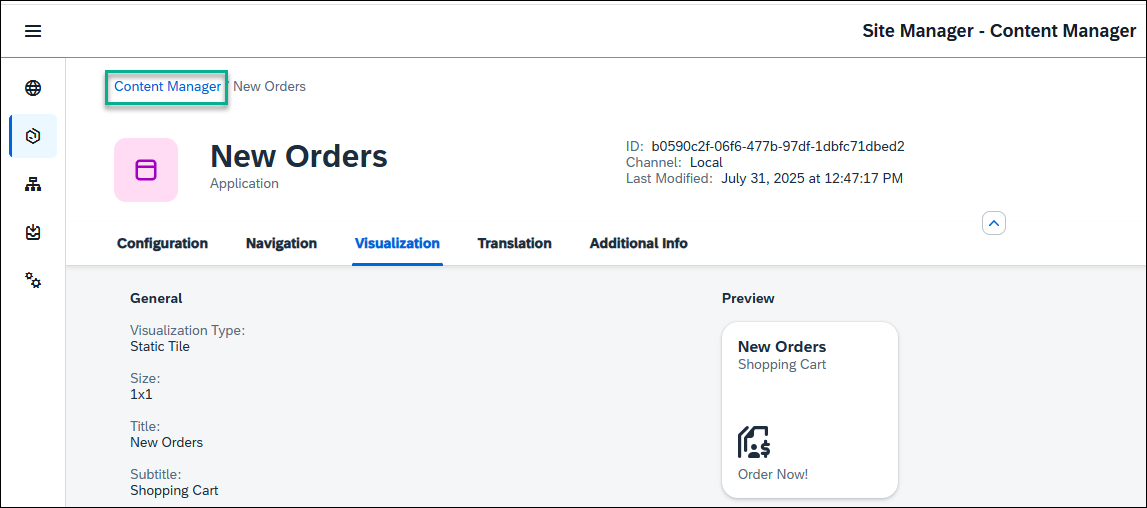 Site Manager - Content Manager
Content Manager / New Orders
New Orders
Application
ID: b0590c2f-06f6-477b-97df-1dbfc71dbed2
Channel: Local
Last Modified: July 31, 2025 at 12:47:17 PM
Configuration Navigation Visualization Translation Additional Info
General
Visualization Type:
Static Tile
Size:
1x1
Title:
New Orders
Subtitle:
Shopping Cart
Preview
New Orders
Shopping Cart
Order Now!